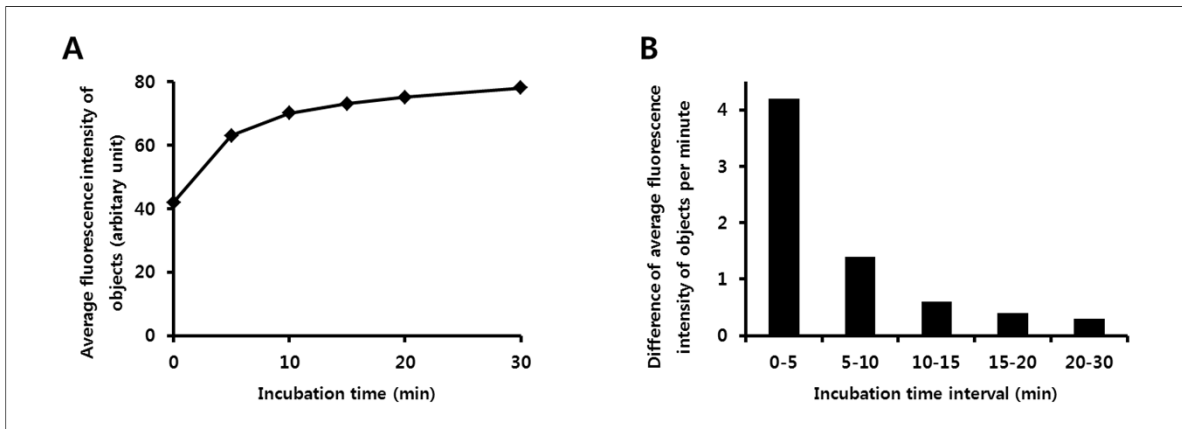 A
Average fluorescence intensity of
objects (arbitary unit)
80
60
40
20
0
0 10 20 30
Incubation time (min)
B
Difference of average fluorescence
intensity of objects per minute
4
3
2
1
0
0-5 5-10 10-15 15-20 20-30
Incubation time interval (min)